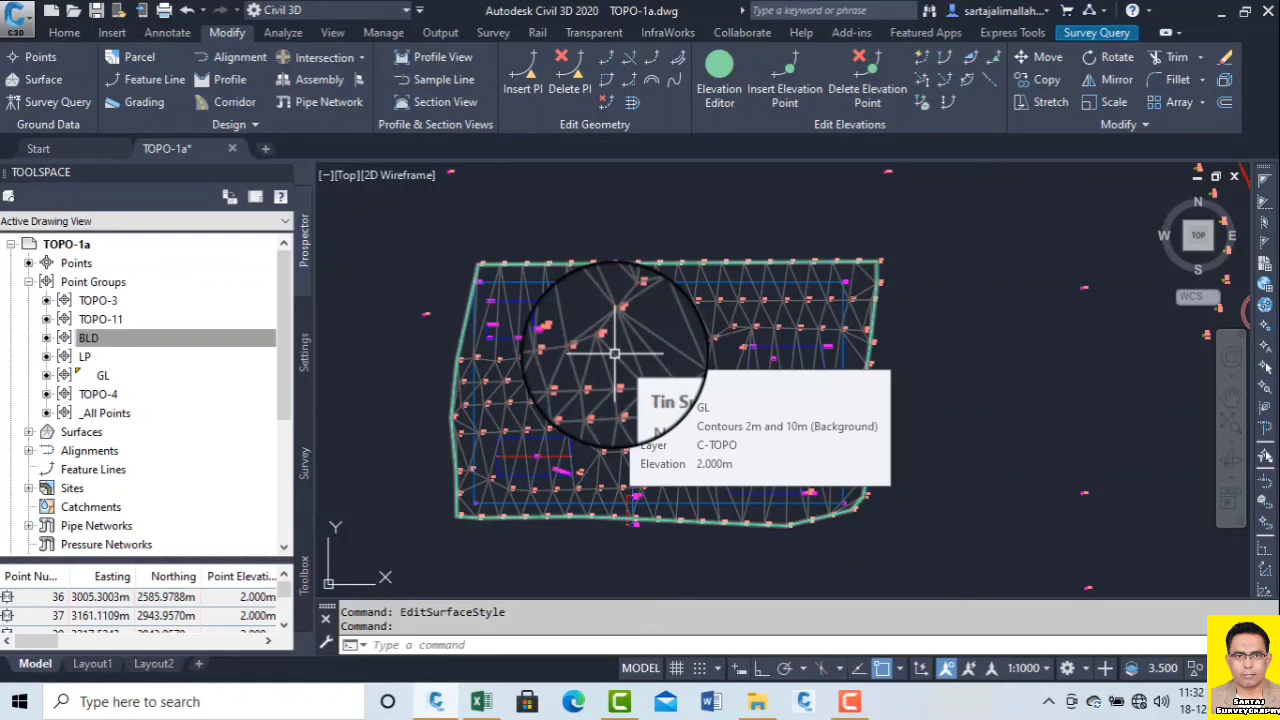 C3D
Civil 3D
Autodesk Civil 3D 2020
TOPO-1a.dwg
Type a keyword or phrase
sartajalimallah...
Home Insert Annotate Modify Analyze View Manage Output Survey Rail Transparent InfraWorks Collaborate Help Add-ins Featured Apps Express Tools Survey Query
Points
Surface
Survey Query
Ground Data
Parcel
Feature Line
Grading
Alignment
Profile
Corridor
Intersection
Assembly
Pipe Network
Design
Profile View
Sample Line
Section View
Profile & Section Views
Insert PI
Delete PI
Edit Geometry
Elevation Editor
Insert Elevation Point
Delete Elevation Point
Edit Elevations
Move
Copy
Stretch
Rotate
Mirror
Scale
Trim
Fillet
Array
Modify
Start
TOPO-1a*
TOOLSPACE
Active Drawing View
TOPO-1a
Points
Point Groups
TOPO-3
TOPO-11
BLD
LP
GL
TOPO-4
_All Points
Surfaces
Alignments
Feature Lines
Sites
Catchments
Pipe Networks
Pressure Networks
Prospector
Settings
Survey
Toolbox
Point Nu... Easting Northing Point Elevati
36 3005.3003m 2585.9788m 2.000m
37 3161.1109m 2943.9570m 2.000m
[−][Top][2D Wireframe]
N
W TOP E
S
WCS
Tin Su
GL
Contours 2m and 10m (Background)
Layer C-TOPO
Elevation 2.000m
Y
X
Command: EditSurfaceStyle
Command:
Type a command
Model Layout1 Layout2
MODEL
1:1000
3.500
Type here to search
11:32
18-12
SARTAJ
SURVEYGRAPHY